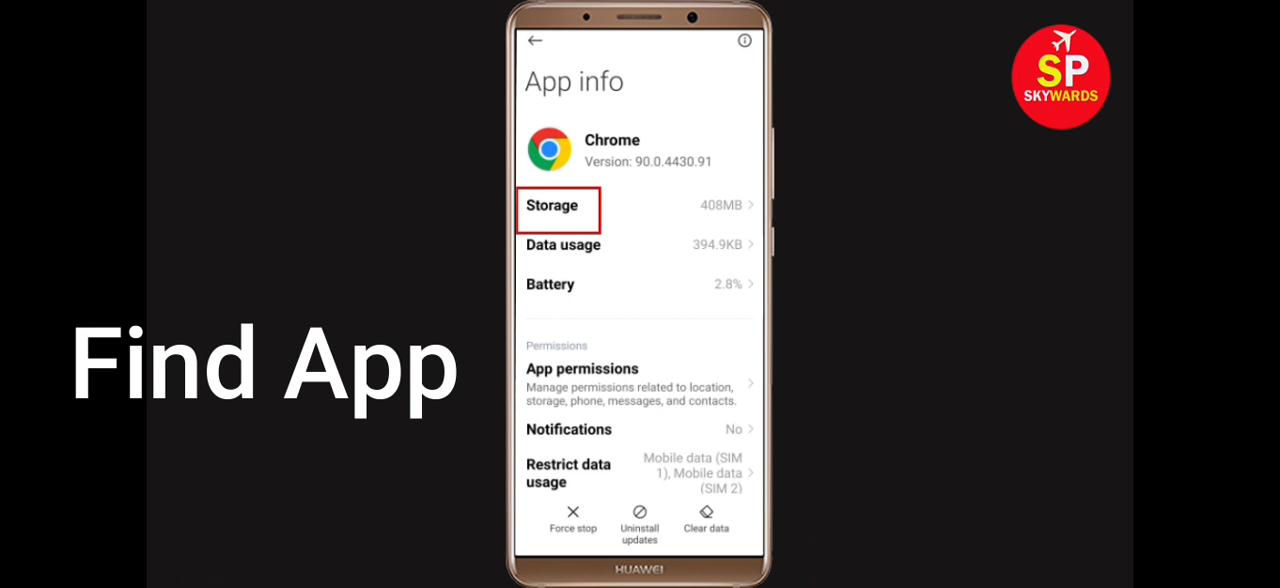 App info
Chrome
Version: 90.0.4430.91
Storage 408MB
Data usage 394.9KB
Battery 2.8%
Permissions
App permissions
Manage permissions related to location,
storage, phone, messages, and contacts.
Notifications No
Restrict data
usage
Mobile data (SIM
1), Mobile data
(SIM 2)
Force stop
Uninstall
updates
Clear data
HUAWEI
Find App
SP
SKYWARDS